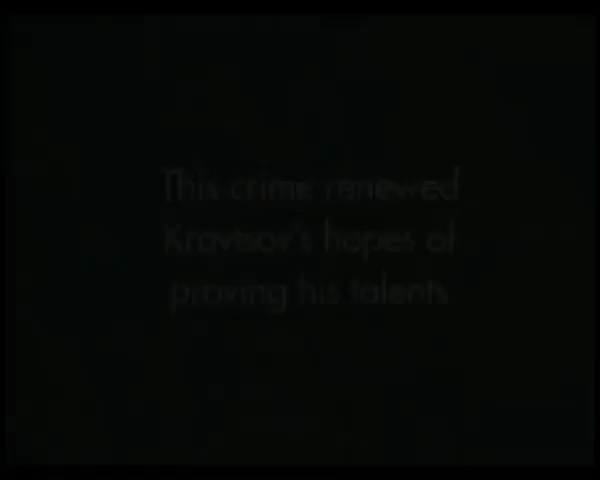 This crime renewed
Kravtsov's hopes of
proving his talents